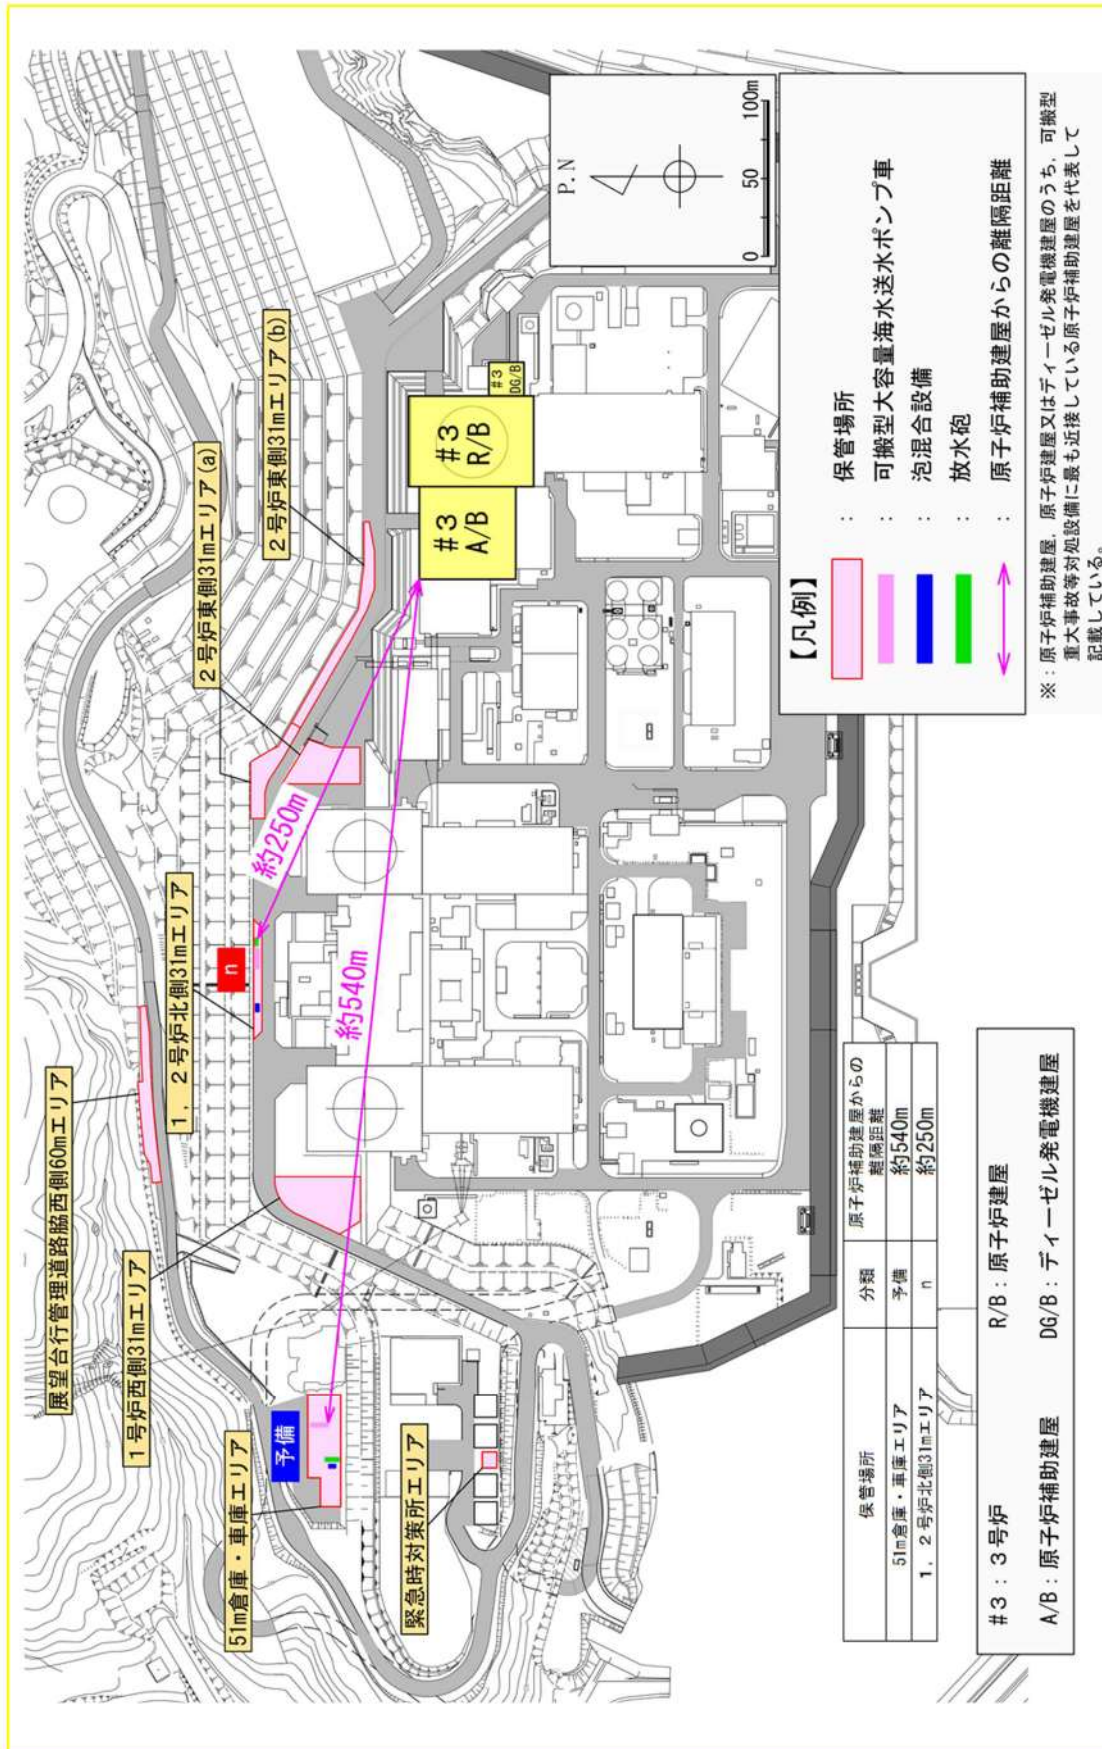 展望台行管理道路脇西側60mエリア
1号炉西側31mエリア
51m倉庫・車庫エリア
予備
緊急時対策所エリア
1，2号炉北側31mエリア
n
2号炉東側31mエリア(a)
2号炉東側31mエリア(b)
約250m
約540m
#3
A/B
#3
R/B
#3
DG/B
P.N
0 50 100m
【凡例】
： 保管場所
： 可搬型大容量海水送水ポンプ車
： 泡混合設備
： 放水砲
： 原子炉補助建屋からの離隔距離
※：原子炉補助建屋，原子炉建屋又はディーゼル発電機建屋のうち，可搬型
重大事故等対処設備に最も近接している原子炉補助建屋を代表して
記載している。
保管場所 分類 原子炉補助建屋からの
離隔距離
51m倉庫・車庫エリア 予備 約540m
1，2号炉北側31mエリア n 約250m
#3：3号炉 R/B：原子炉建屋
A/B：原子炉補助建屋 DG/B：ディーゼル発電機建屋